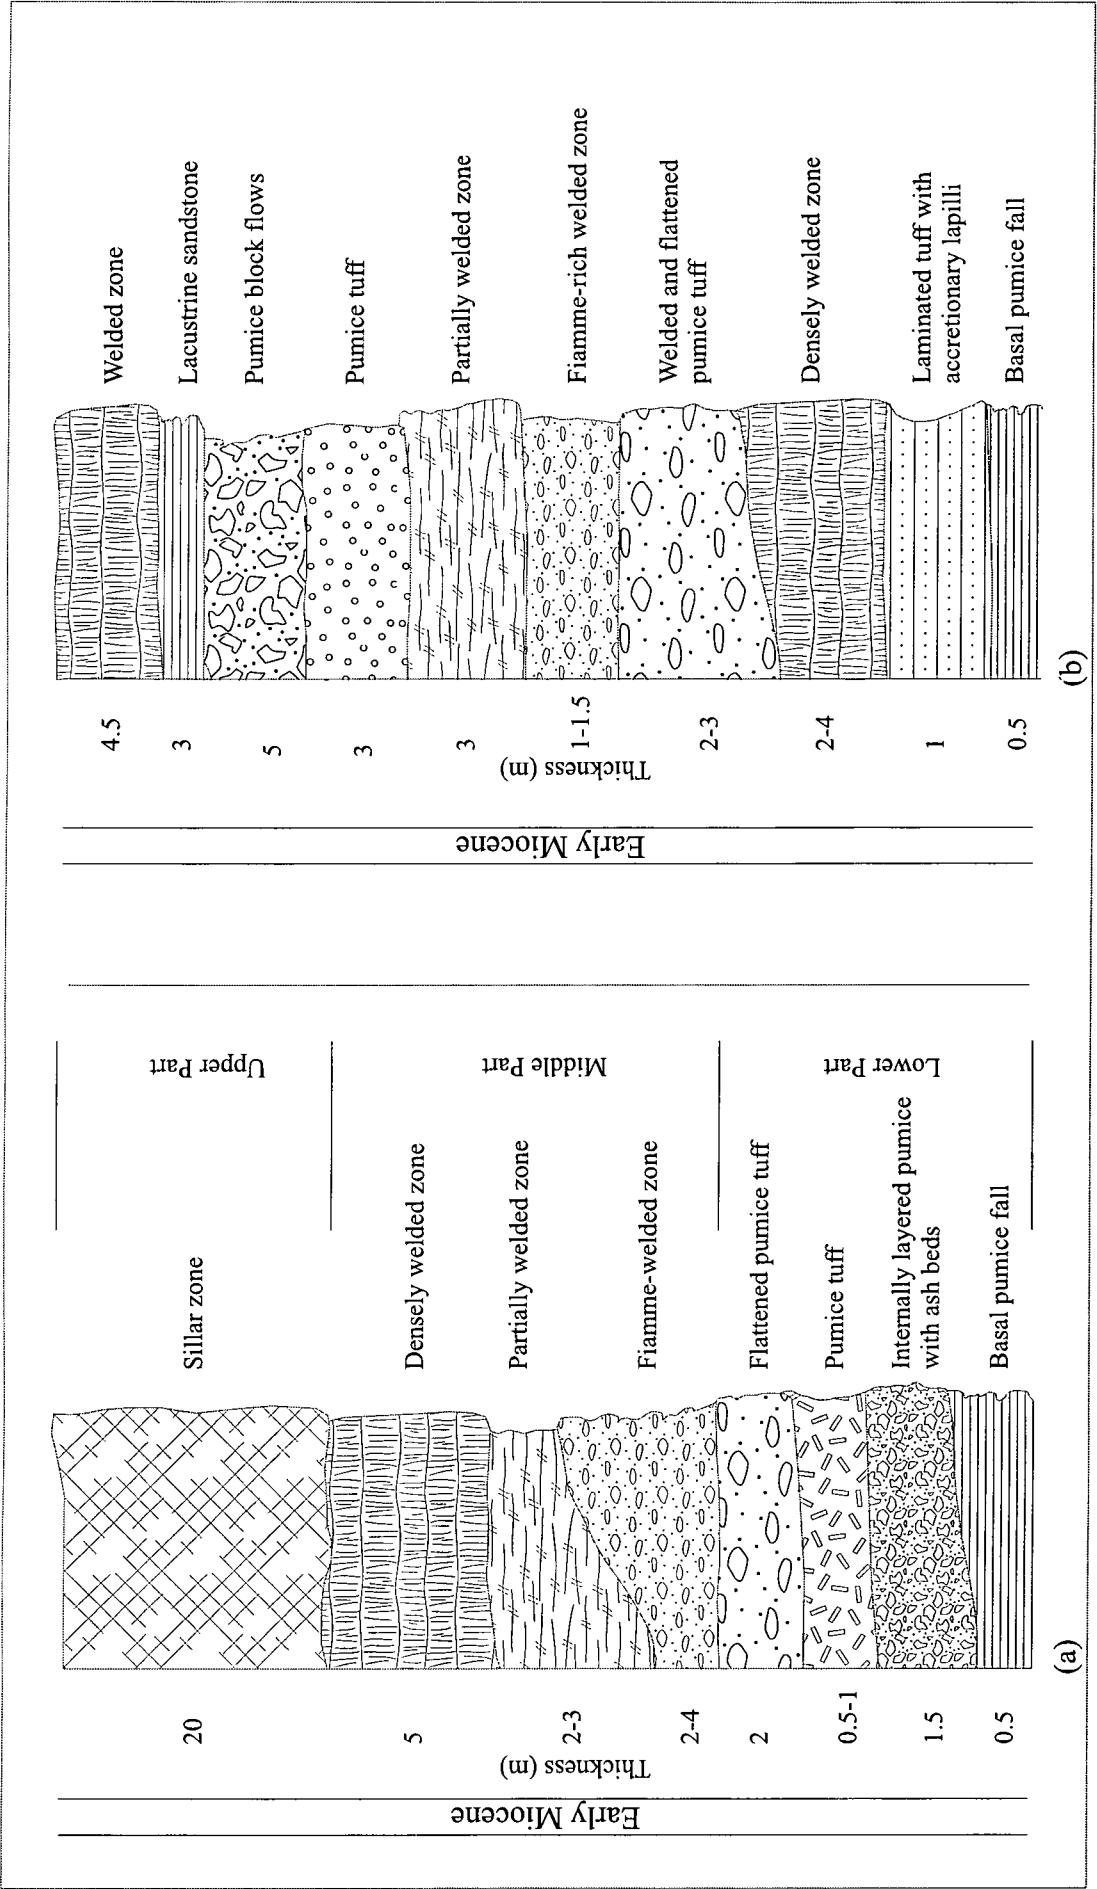 Early Miocene
Thickness (m)
20
5
2-3
2-4
2
0.5-1
1.5
0.5
Sillar zone
Densely welded zone
Partially welded zone
Fiamme-welded zone
Flattened pumice tuff
Pumice tuff
Internally layered pumice
with ash beds
Basal pumice fall
Upper Part
Middle Part
Lower Part
(a)
Early Miocene
Thickness (m)
4.5
3
5
3
3
1-1.5
2-3
2-4
1
0.5
Welded zone
Lacustrine sandstone
Pumice block flows
Pumice tuff
Partially welded zone
Fiamme-rich welded zone
Welded and flattened
pumice tuff
Densely welded zone
Laminated tuff with
accretionary lapilli
Basal pumice fall
(b)